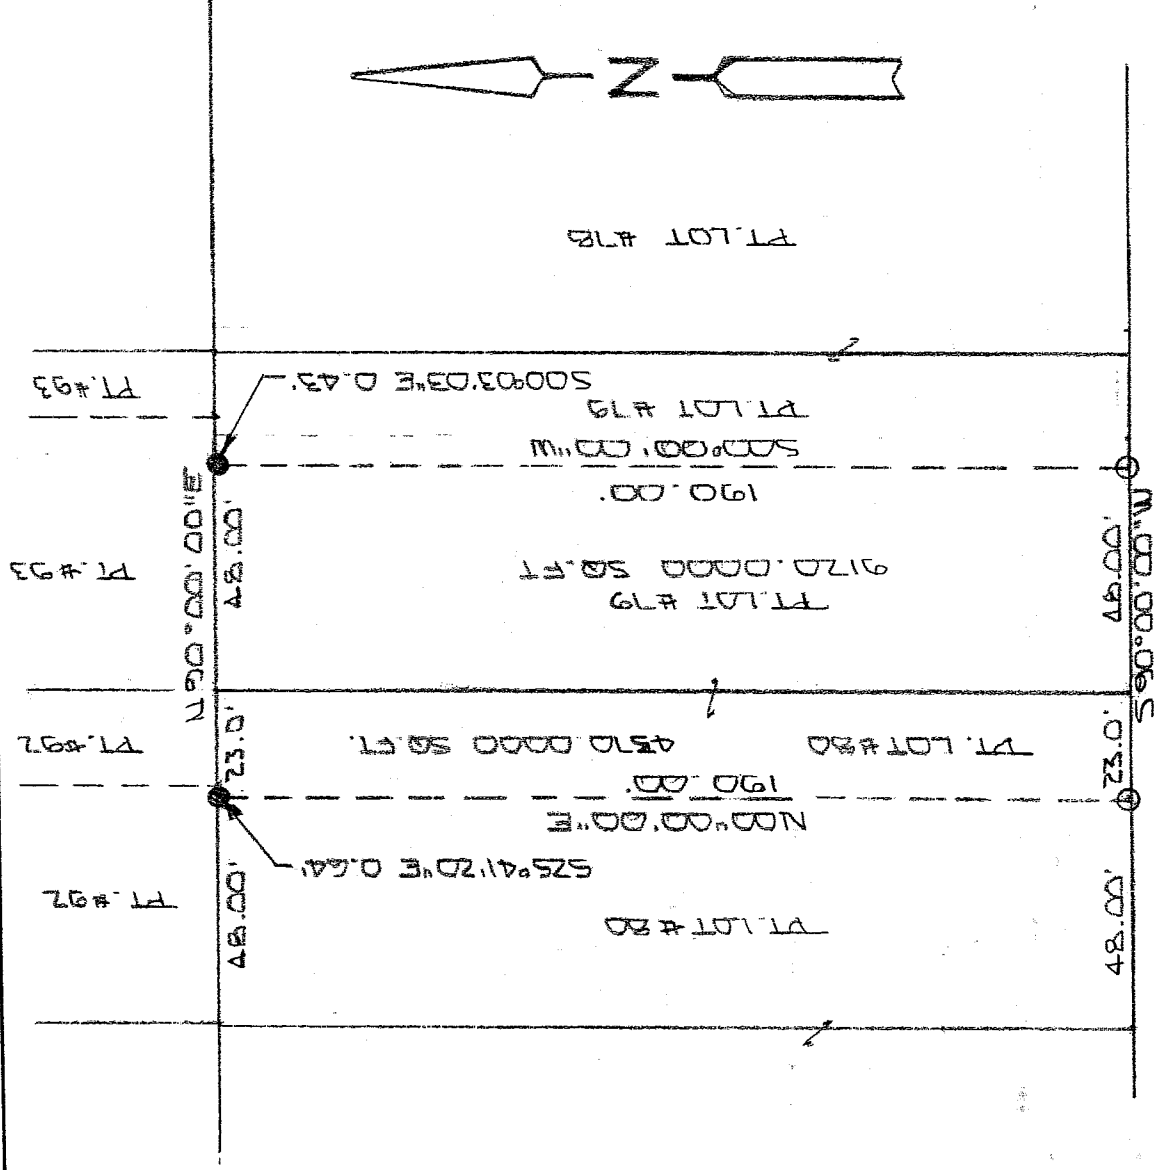 PT. LOT #80
PT. #92
48.00'
48.00'
S25°41'20"E 0.64'
N00"00'00"E
190.00'
PT. LOT #80
4370.0000 SQ.FT.
PT. #92
23.0'
23.0'
S 90°00'00"W
N 90°00'00"E
PT. LOT #79
9120.0000 SQ.FT
PT. #93
48.00'
48.00'
190.00'
S00°00'00"W
PT. LOT #79
S00°03'03"E 0.43'
PT. #93
PT. LOT #78
N